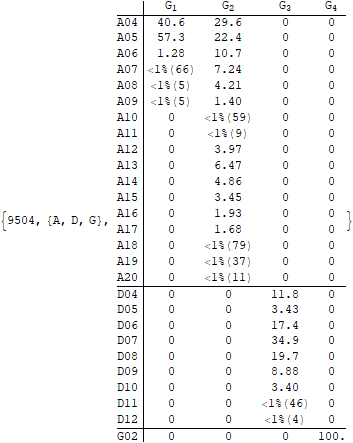 G1 G2 G3 G4
A04 40.6 29.6 0 0
A05 57.3 22.4 0 0
A06 1.28 10.7 0 0
A07 <1%(66) 7.24 0 0
A08 <1%(5) 4.21 0 0
A09 <1%(5) 1.40 0 0
A10 0 <1%(59) 0 0
A11 0 <1%(9) 0 0
A12 0 3.97 0 0
A13 0 6.47 0 0
A14 0 4.86 0 0
A15 0 3.45 0 0
{9504, {A, D, G}, A16 0 1.93 0 0 }
A17 0 1.68 0 0
A18 0 <1%(79) 0 0
A19 0 <1%(37) 0 0
A20 0 <1%(11) 0 0
D04 0 0 11.8 0
D05 0 0 3.43 0
D06 0 0 17.4 0
D07 0 0 34.9 0
D08 0 0 19.7 0
D09 0 0 8.88 0
D10 0 0 3.40 0
D11 0 0 <1%(46) 0
D12 0 0 <1%(4) 0
G02 0 0 0 100.